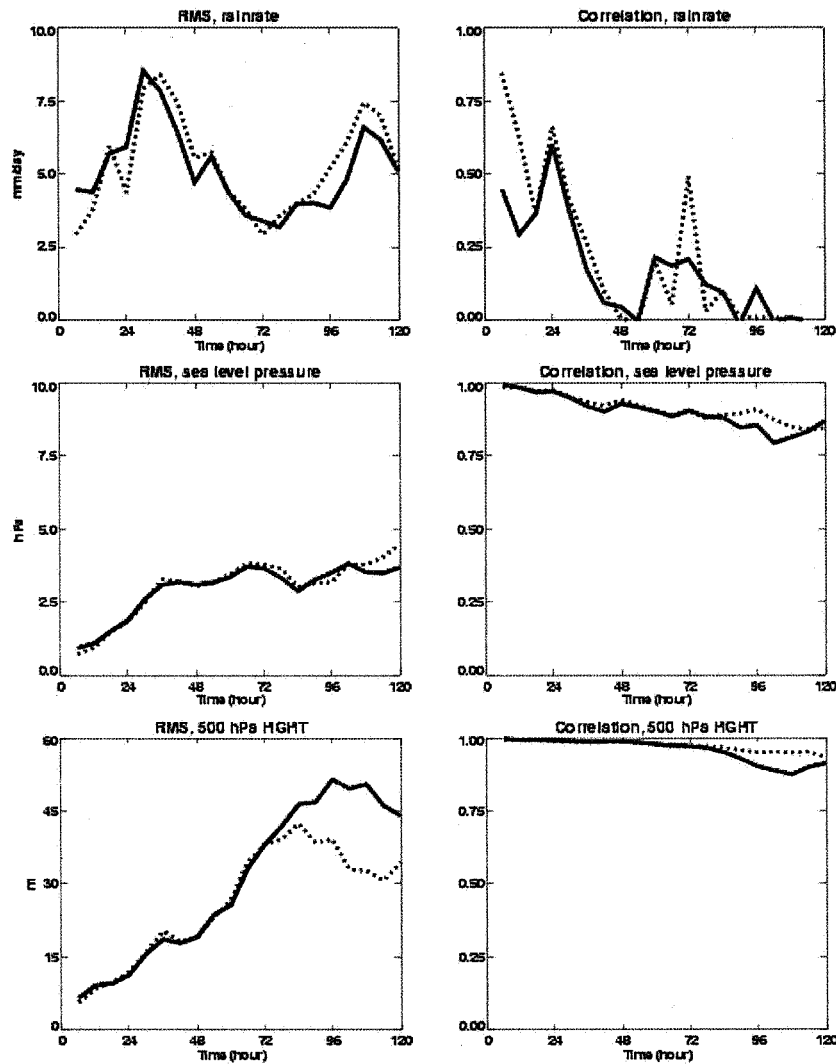 RMS, rainrate
10.0
7.5
5.0
2.5
0.0
mm/day
0 24 48 72 96 120
Time (hour)
Correlation, rainrate
1.00
0.75
0.50
0.25
0.00
0 24 48 72 96 120
Time (hour)
RMS, sea level pressure
10.0
7.5
5.0
2.5
0.0
hPa
0 24 48 72 96 120
Time (hour)
Correlation, sea level pressure
1.00
0.75
0.50
0.25
0.00
0 24 48 72 96 120
Time (hour)
RMS, 500 hPa HGHT
60
45
30
15
0
m
0 24 48 72 96 120
Time (hour)
Correlation, 500 hPa HGHT
1.00
0.75
0.50
0.25
0.00
0 24 48 72 96 120
Time (hour)